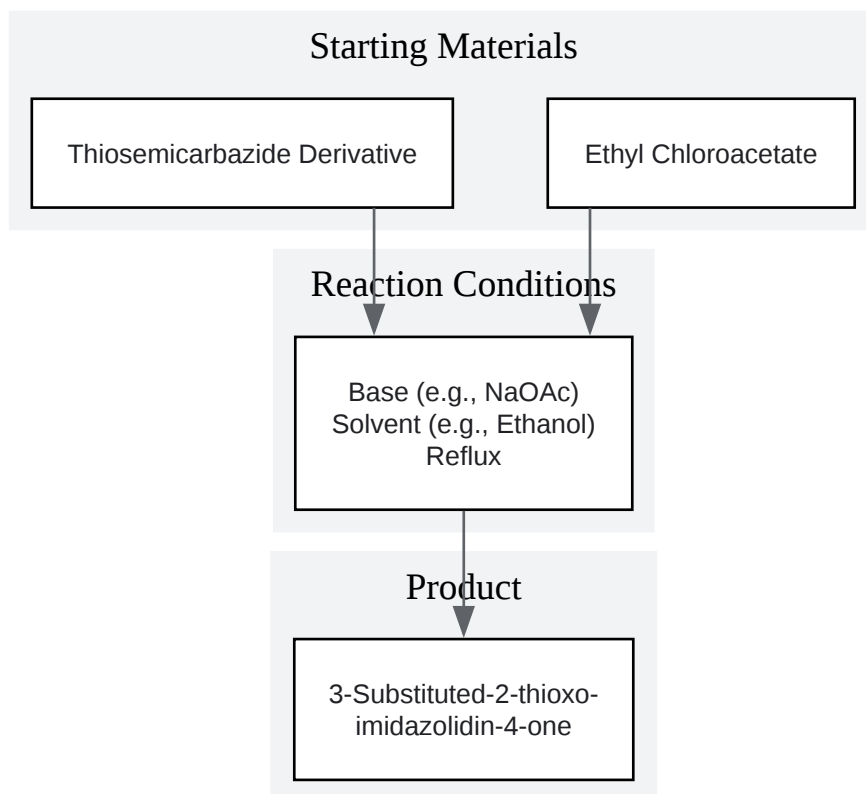 Starting Materials
Thiosemicarbazide Derivative
Ethyl Chloroacetate
Reaction Conditions
Base (e.g., NaOAc)
Solvent (e.g., Ethanol)
Reflux
Product
3-Substituted-2-thioxo-
imidazolidin-4-one